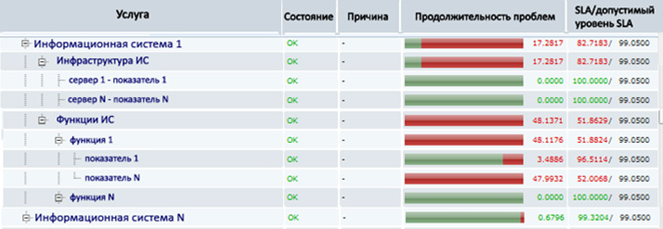 Услуга Состояние Причина Продолжительность проблем SLA/допустимый уровень SLA
Информационная система 1 OK - 17.2817 82.7183/ 99.0500
Инфраструктура ИС OK - 17.2817 82.7183/ 99.0500
сервер 1 - показатель 1 OK - 0.0000 100.0000/ 99.0500
сервер N - показатель N OK - 0.0000 100.0000/ 99.0500
Функции ИС OK - 48.1371 51.8629/ 99.0500
функция 1 OK - 48.1176 51.8824/ 99.0500
показатель 1 OK - 3.4886 96.5114/ 99.0500
показатель N OK - 47.9932 52.0068/ 99.0500
функция N OK - 0.0000 100.0000/ 99.0500
Информационная система N OK - 0.6796 99.3204/ 99.0500